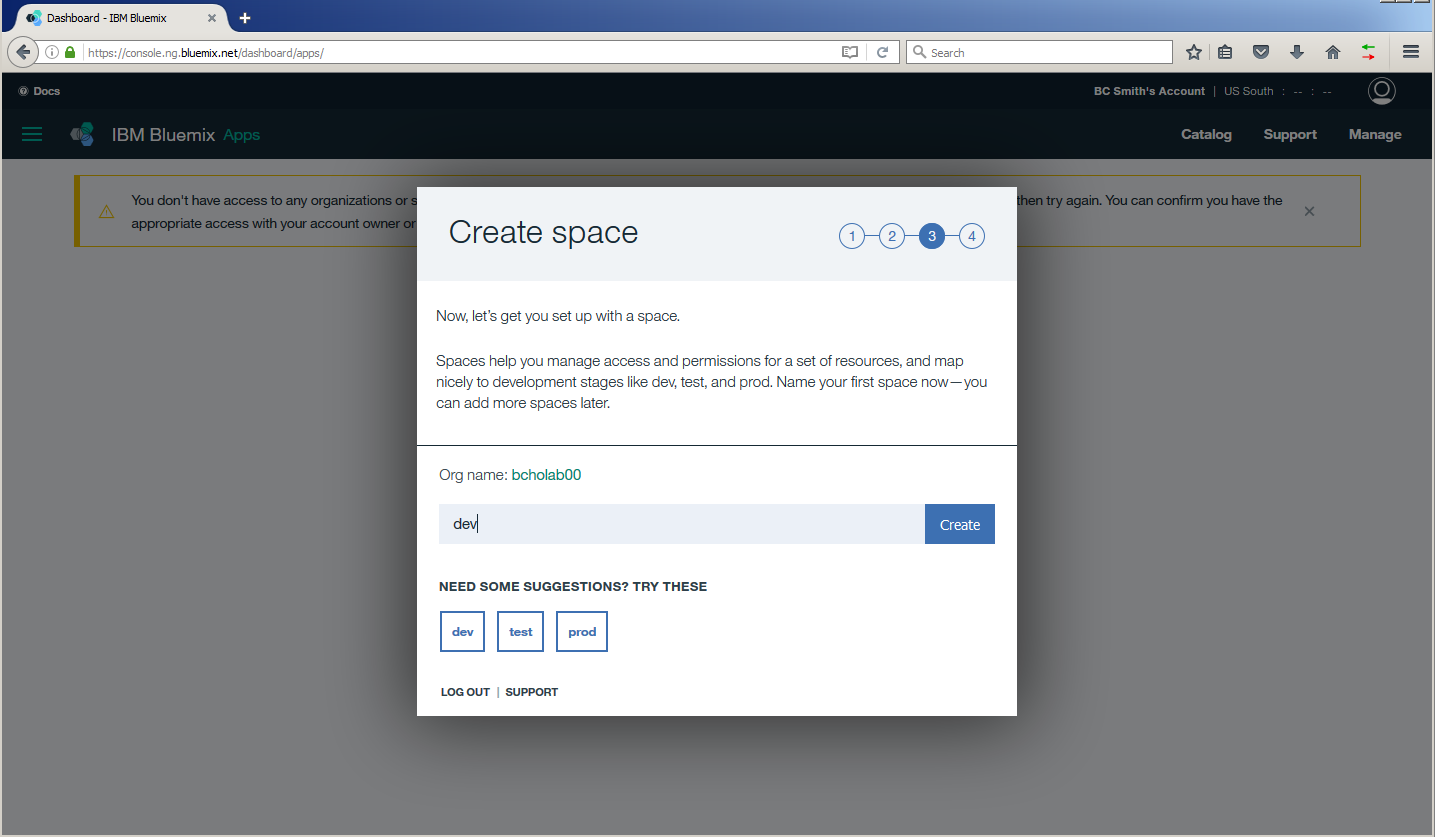 Dashboard - IBM Bluemix
https://console.ng.bluemix.net/dashboard/apps/
Search
Docs
BC Smith's Account | US South : -- : --
IBM Bluemix Apps
Catalog Support Manage
You don't have access to any organizations or s
then try again. You can confirm you have the
appropriate access with your account owner or
Create space
1 2 3 4
Now, let's get you set up with a space.
Spaces help you manage access and permissions for a set of resources, and map
nicely to development stages like dev, test, and prod. Name your first space now—you
can add more spaces later.
Org name: bcholab00
dev
Create
NEED SOME SUGGESTIONS? TRY THESE
dev test prod
LOG OUT | SUPPORT